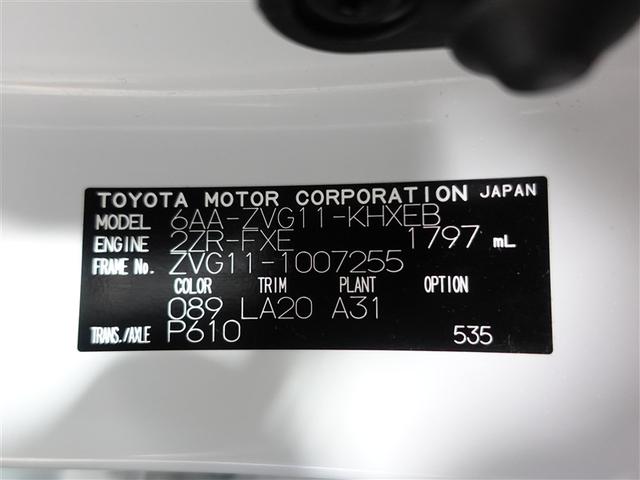 TOYOTA MOTOR CORPORATION JAPAN
MODEL 6AA-ZVG11-KHXEB
ENGINE 2ZR-FXE 1797 mL
FRAME No. ZVG11-1007255
COLOR TRIM PLANT OPTION
089 LA20 A31
TRANS./AXLE P610 535